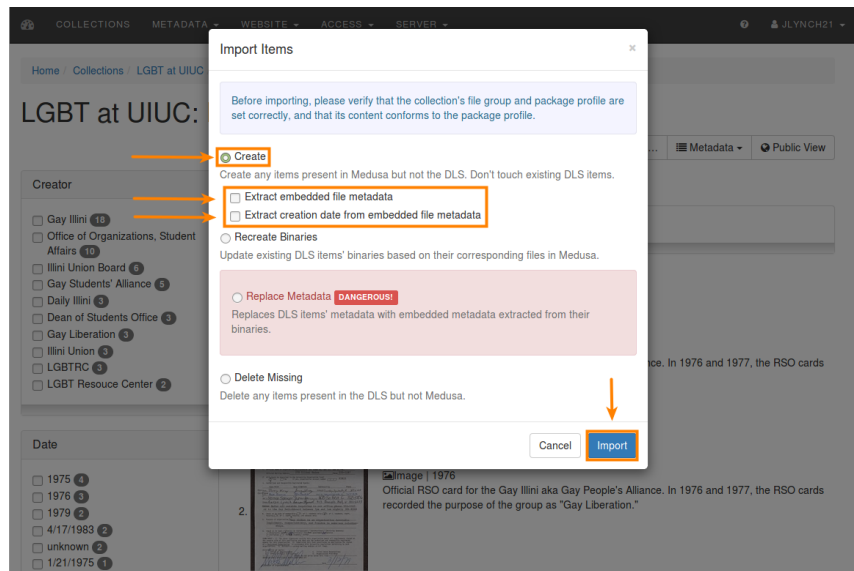 COLLECTIONS METADATA WEBSITE ACCESS SERVER JLYNCH21
Import Items ×
Home / Collections / LGBT at UIUC
Before importing, please verify that the collection's file group and package profile are
set correctly, and that its content conforms to the package profile.
LGBT at UIUC:
... Metadata Public View
Create
Create any items present in Medusa but not the DLS. Don't touch existing DLS items.
Extract embedded file metadata
Extract creation date from embedded file metadata
Recreate Binaries
Update existing DLS items' binaries based on their corresponding files in Medusa.
Replace Metadata DANGEROUS!
Replaces DLS items' metadata with embedded metadata extracted from their
binaries.
Delete Missing
Delete any items present in the DLS but not Medusa.
Cancel Import
Creator
Gay Illini 18
Office of Organizations, Student
Affairs 10
Illini Union Board 6
Gay Students' Alliance 5
Daily Illini 3
Dean of Students Office 3
Gay Liberation 3
Illini Union 3
LGBTRC 3
LGBT Resouce Center 2
Date
1975 4
1976 3
1979 2
4/17/1983 2
unknown 2
1/21/1975 1
nce. In 1976 and 1977, the RSO cards
2.
Image | 1976
Official RSO card for the Gay Illini aka Gay People's Alliance. In 1976 and 1977, the RSO cards
recorded the purpose of the group as "Gay Liberation."